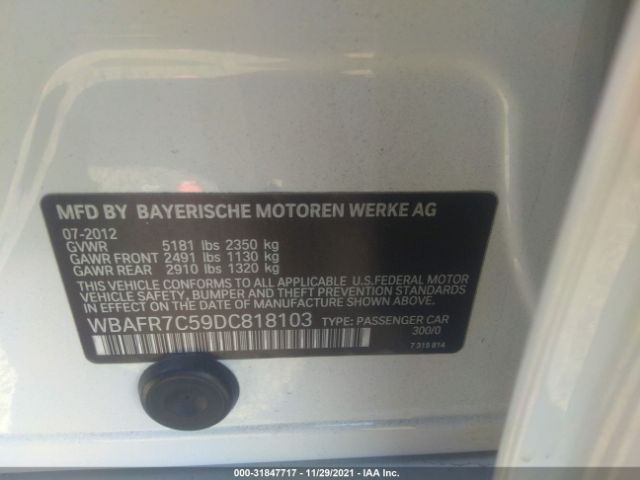 MFD BY BAYERISCHE MOTOREN WERKE AG
07-2012
GVWR 5181 lbs 2350 kg
GAWR FRONT 2491 lbs 1130 kg
GAWR REAR 2910 lbs 1320 kg
THIS VEHICLE CONFORMS TO ALL APPLICABLE U.S.FEDERAL MOTOR
VEHICLE SAFETY, BUMPER AND THEFT PREVENTION STANDARDS
IN EFFECT ON THE DATE OF MANUFACTURE SHOWN ABOVE.
WBAFR7C59DC818103 TYPE: PASSENGER CAR
300/0
7 315 814
000-31847717 - 11/29/2021 - IAA Inc.